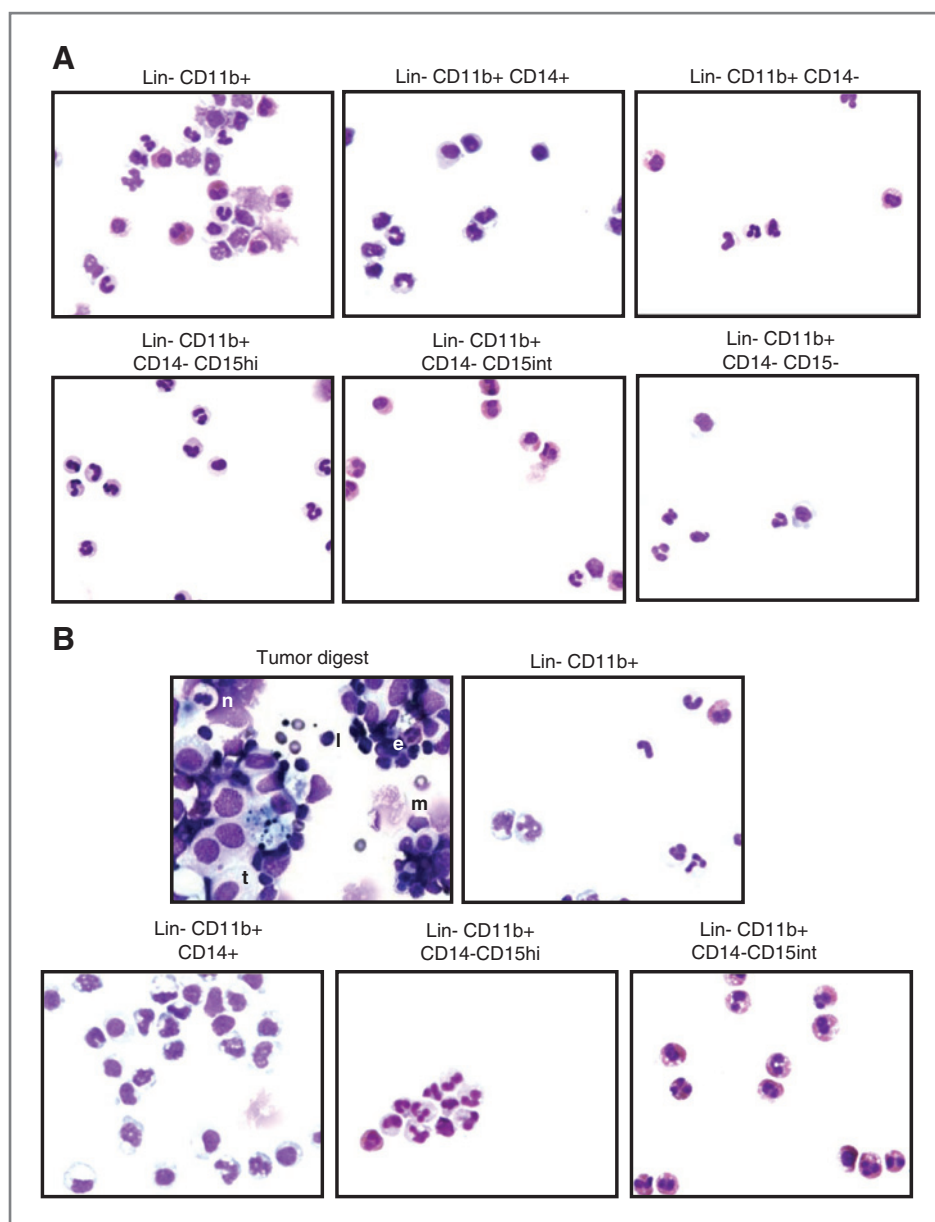 A
Lin- CD11b+
Lin- CD11b+ CD14+
Lin- CD11b+ CD14-
Lin- CD11b+
CD14- CD15hi
Lin- CD11b+
CD14- CD15int
Lin- CD11b+
CD14- CD15-
B
Tumor digest
Lin- CD11b+
n
l
e
m
t
Lin- CD11b+
CD14+
Lin- CD11b+
CD14-CD15hi
Lin- CD11b+
CD14-CD15int